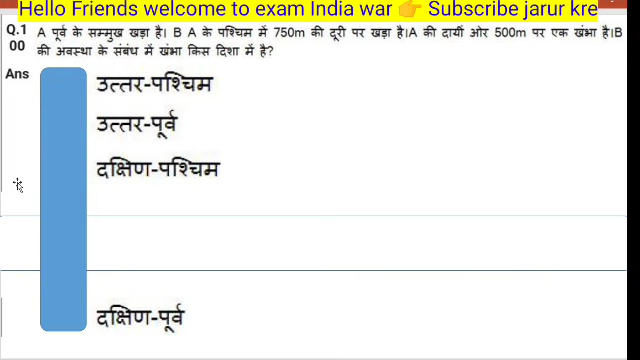 Hello Friends welcome to exam India war 👉 Subscribe jarur kre
Q.1 A पूर्व के सम्मुख खड़ा है। B A के पश्चिम में 750m की दूरी पर खड़ा है।A की दायीं ओर 500m पर एक खंभा है।B
00 की अवस्था के संबंध में खंभा किस दिशा में है?
Ans उत्तर-पश्चिम
उत्तर-पूर्व
दक्षिण-पश्चिम
दक्षिण-पूर्व